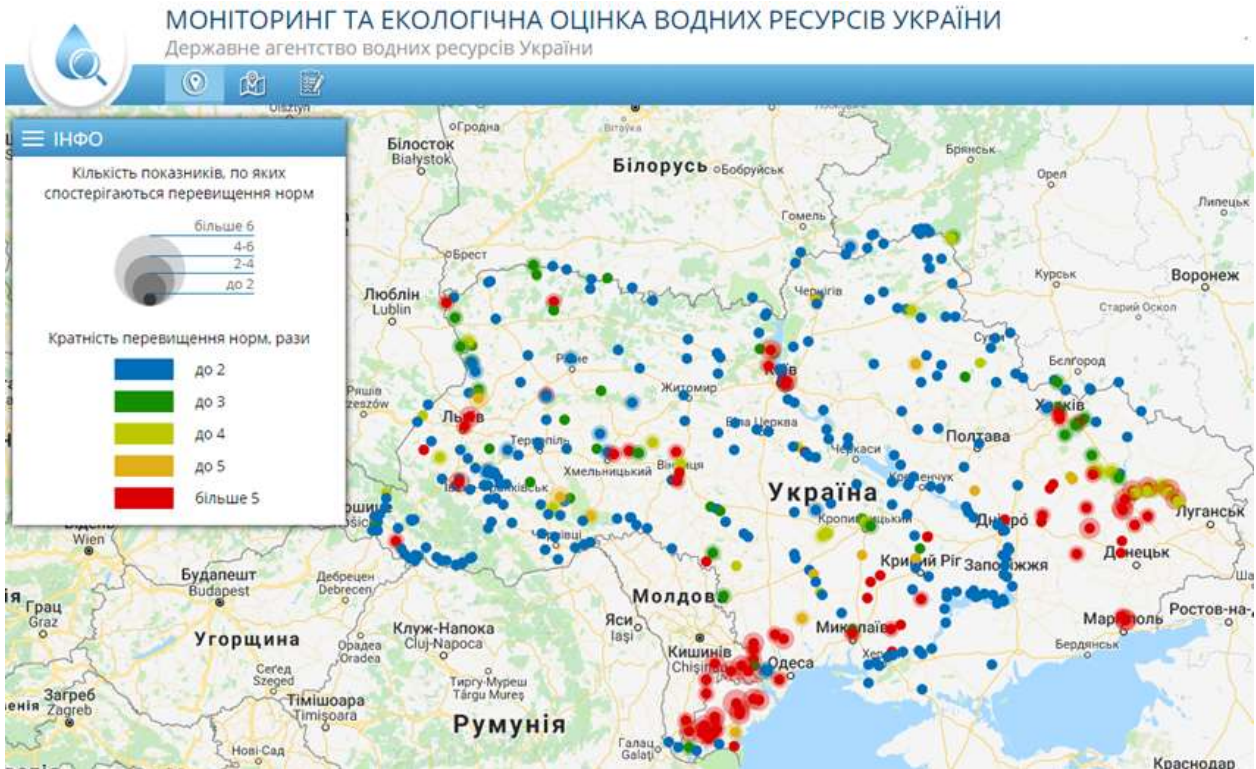 МОНІТОРИНГ ТА ЕКОЛОГІЧНА ОЦІНКА ВОДНИХ РЕСУРСІВ УКРАЇНИ
Державне агентство водних ресурсів України
ІНФО
Кількість показників, по яких
спостерігаються перевищення норм
більше 6
4-6
2-4
до 2
Кратність перевищення норм, рази
до 2
до 3
до 4
до 5
більше 5
Olsztyn
Гродна
Білосток
Białystok
Білорусь
Бобруйськ
Брянськ
Орел
Липецьк
Гомель
Брест
Курськ
Воронеж
Люблін
Lublin
Чернігів
Старий Оскол
Суми
Бєлгород
Рівне
Київ
Ряшів
Житомир
Львів
Харків
Біла Церква
Тернопіль
Полтава
Черкаси
Хмельницький
Вінниця
Кременчук
Україна
Івано-Франківськ
Кропивницький
Дніпро
Луганськ
Чернівці
Wien
Донецьк
Кривий Ріг
Запоріжжя
Будапешт
Budapest
Дебрецен
Debrecen
Молдова
Грац
Graz
Ясси
Iași
Миколаїв
Маріуполь
Ростов-на-
Клуж-Напока
Cluj-Napoca
Угорщина
Орадеа
Oradea
Кишинів
Бердянськ
Одеса
Сегед
Szeged
Тиргу-Муреш
Târgu Mureș
Загреб
Zagreb
Тімішоара
Timișoara
Румунія
Нові-Сад
Галац
Galați
Краснодар